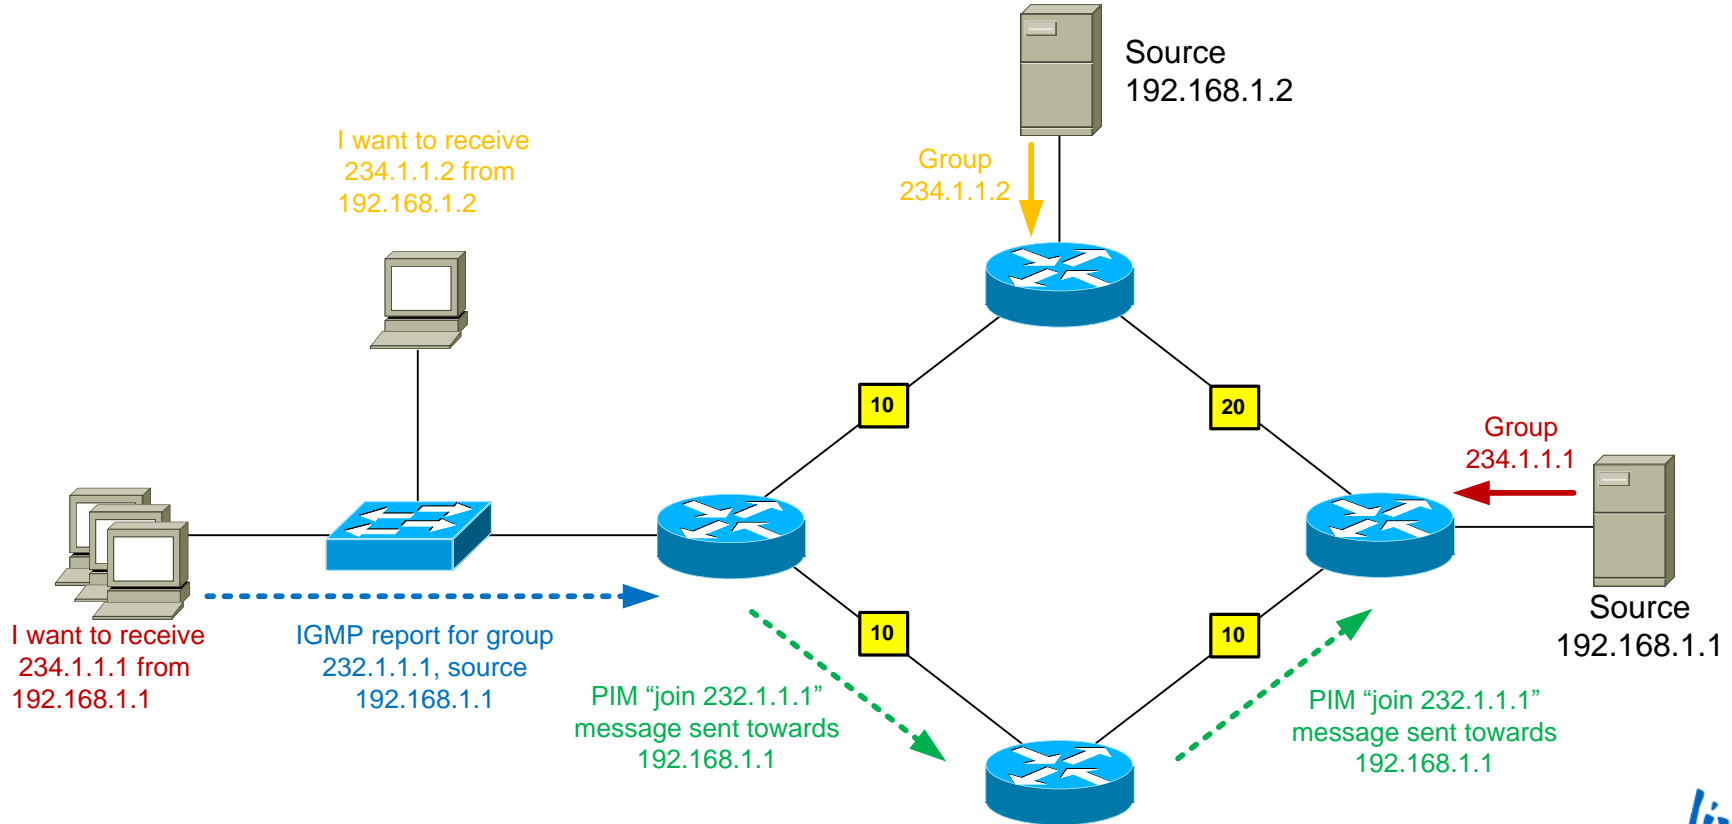 Source
192.168.1.2
I want to receive
234.1.1.2 from
192.168.1.2
Group
234.1.1.2
10
20
Group
234.1.1.1
I want to receive
234.1.1.1 from
192.168.1.1
IGMP report for group
232.1.1.1, source
192.168.1.1
10
10
Source
192.168.1.1
PIM “join 232.1.1.1”
message sent towards
192.168.1.1
PIM “join 232.1.1.1”
message sent towards
192.168.1.1